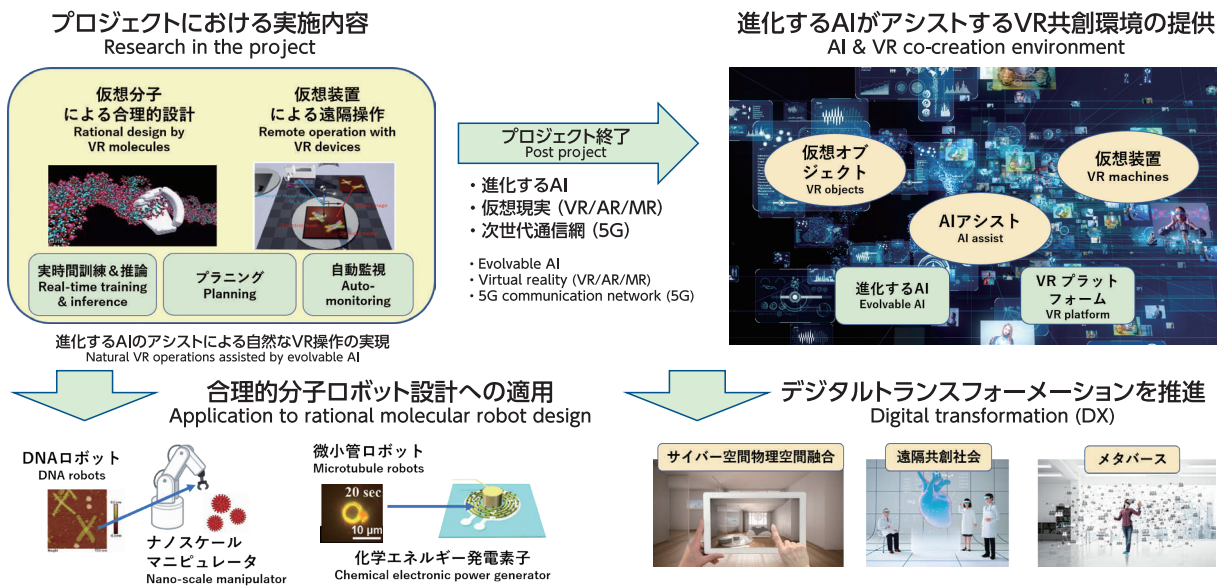 プロジェクトにおける実施内容
Research in the project
仮想分子
による合理的設計
Rational design by
VR molecules
仮想装置
による遠隔操作
Remote operation with
VR devices
実時間訓練＆推論
Real-time training
& inference
プラニング
Planning
自動監視
Auto-
monitoring
進化するAIのアシストによる自然なVR操作の実現
Natural VR operations assisted by evolvable AI
プロジェクト終了
Post project
・進化するAI
・仮想現実 (VR/AR/MR)
・次世代通信網 (5G)
・Evolvable AI
・Virtual reality (VR/AR/MR)
・5G communication network (5G)
進化するAIがアシストするVR共創環境の提供
AI & VR co-creation environment
仮想オブ
ジェクト
VR objects
仮想装置
VR machines
AIアシスト
AI assist
進化するAI
Evolvable AI
VR プラット
フォーム
VR platform
合理的分子ロボット設計への適用
Application to rational molecular robot design
DNAロボット
DNA robots
ナノスケール
マニピュレータ
Nano-scale manipulator
微小管ロボット
Microtubule robots
20 sec
10 μm
化学エネルギー発電素子
Chemical electronic power generator
デジタルトランスフォーメーションを推進
Digital transformation (DX)
サイバー空間物理空間融合
遠隔共創社会
メタバース